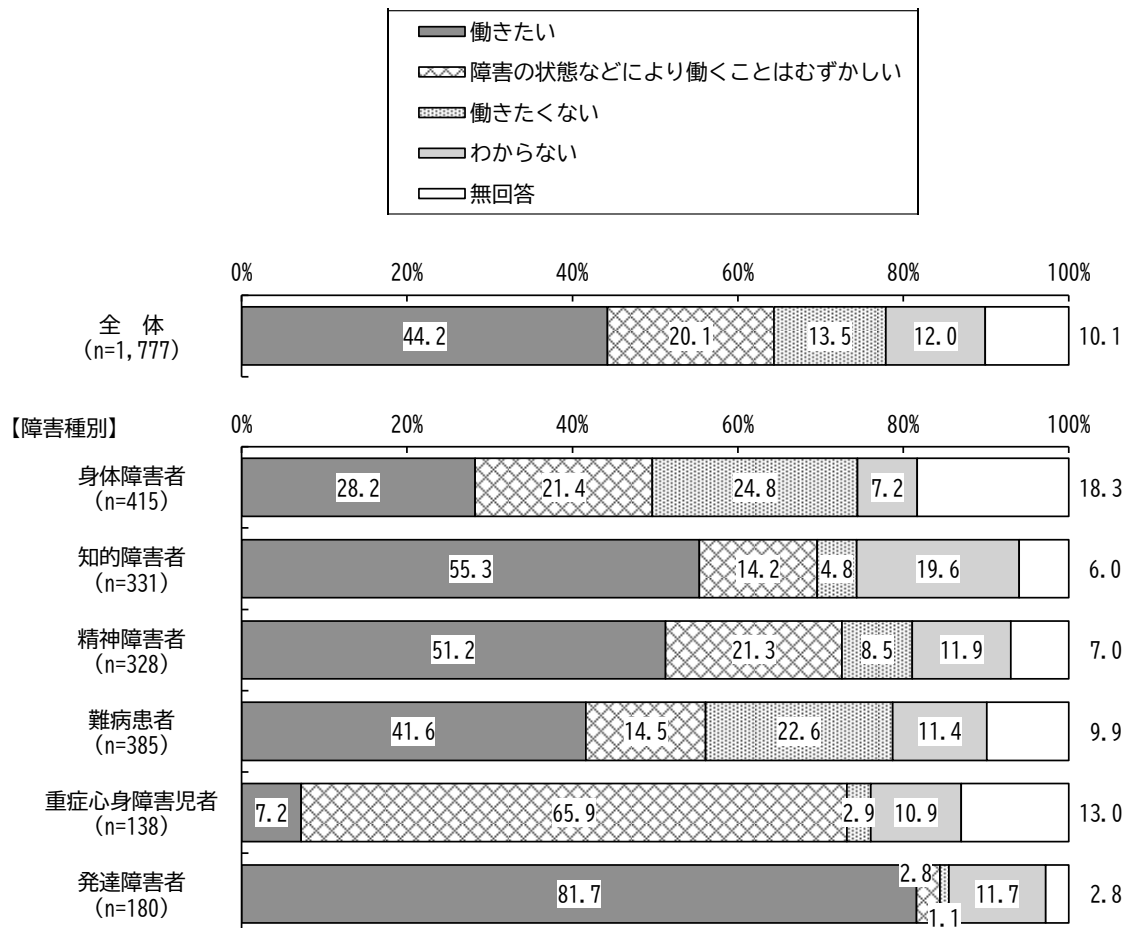 働きたい
障害の状態などにより働くことはむずかしい
働きたくない
わからない
無回答
0% 20% 40% 60% 80% 100%
全 体
(n=1,777)
44.2 20.1 13.5 12.0 10.1
【障害種別】
0% 20% 40% 60% 80% 100%
身体障害者
(n=415)
28.2 21.4 24.8 7.2 18.3
知的障害者
(n=331)
55.3 14.2 4.8 19.6 6.0
精神障害者
(n=328)
51.2 21.3 8.5 11.9 7.0
難病患者
(n=385)
41.6 14.5 22.6 11.4 9.9
重症心身障害児者
(n=138)
7.2 65.9 2.9 10.9 13.0
発達障害者
(n=180)
81.7 2.8 1.1 11.7 2.8